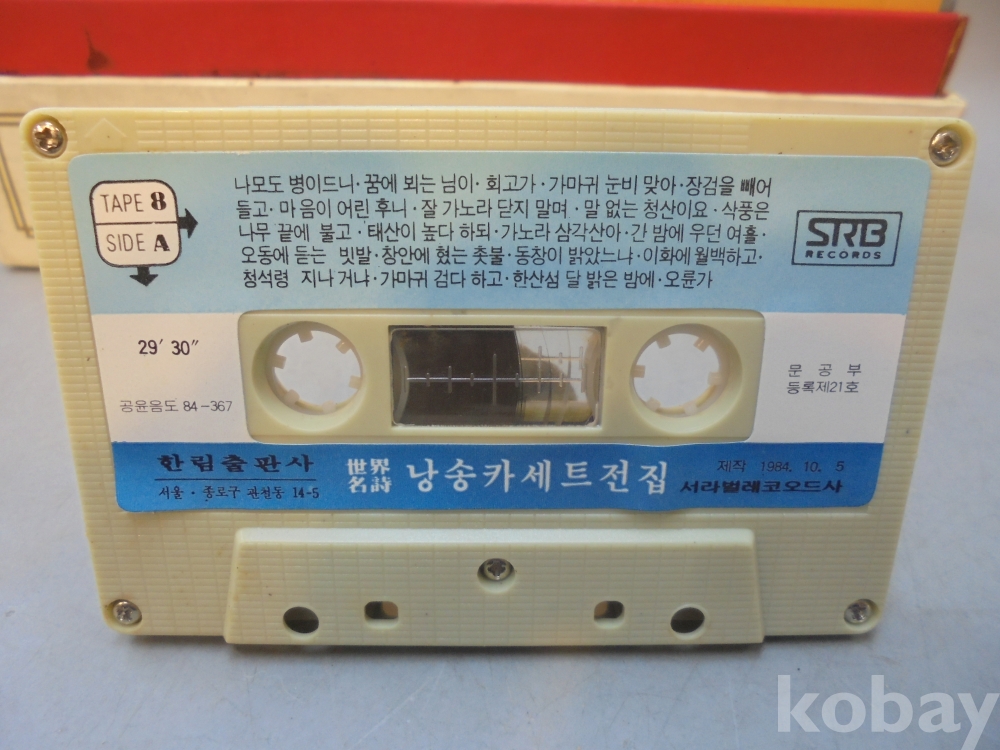 TAPE 8
SIDE A
나모도 병이드니·꿈에 뵈는 님이·회고가·가마귀 눈비 맞아·장검을 빼어
들고·마음이 어린 후니·잘 가노라 닫지 말며·말 없는 청산이요·삭풍은
나무 끝에 불고·태산이 높다 하되·가노라 삼각산아·간 밤에 우던 여흘·
오동에 듣는 빗발·창안에 혔는 촛불·동창이 밝았느냐·이화에 월백하고·
청석령 지나 거냐·가마귀 검다 하고·한산섬 달 밝은 밤에·오륜가
SRB
RECORDS
29′ 30″
공윤음도 84-367
문 공 부
등록제21호
한림출판사
서울·종로구 관철동 14-5
世界
名詩
낭송카세트전집
제작 1984. 10. 5
서라벌레코오드사
kobay